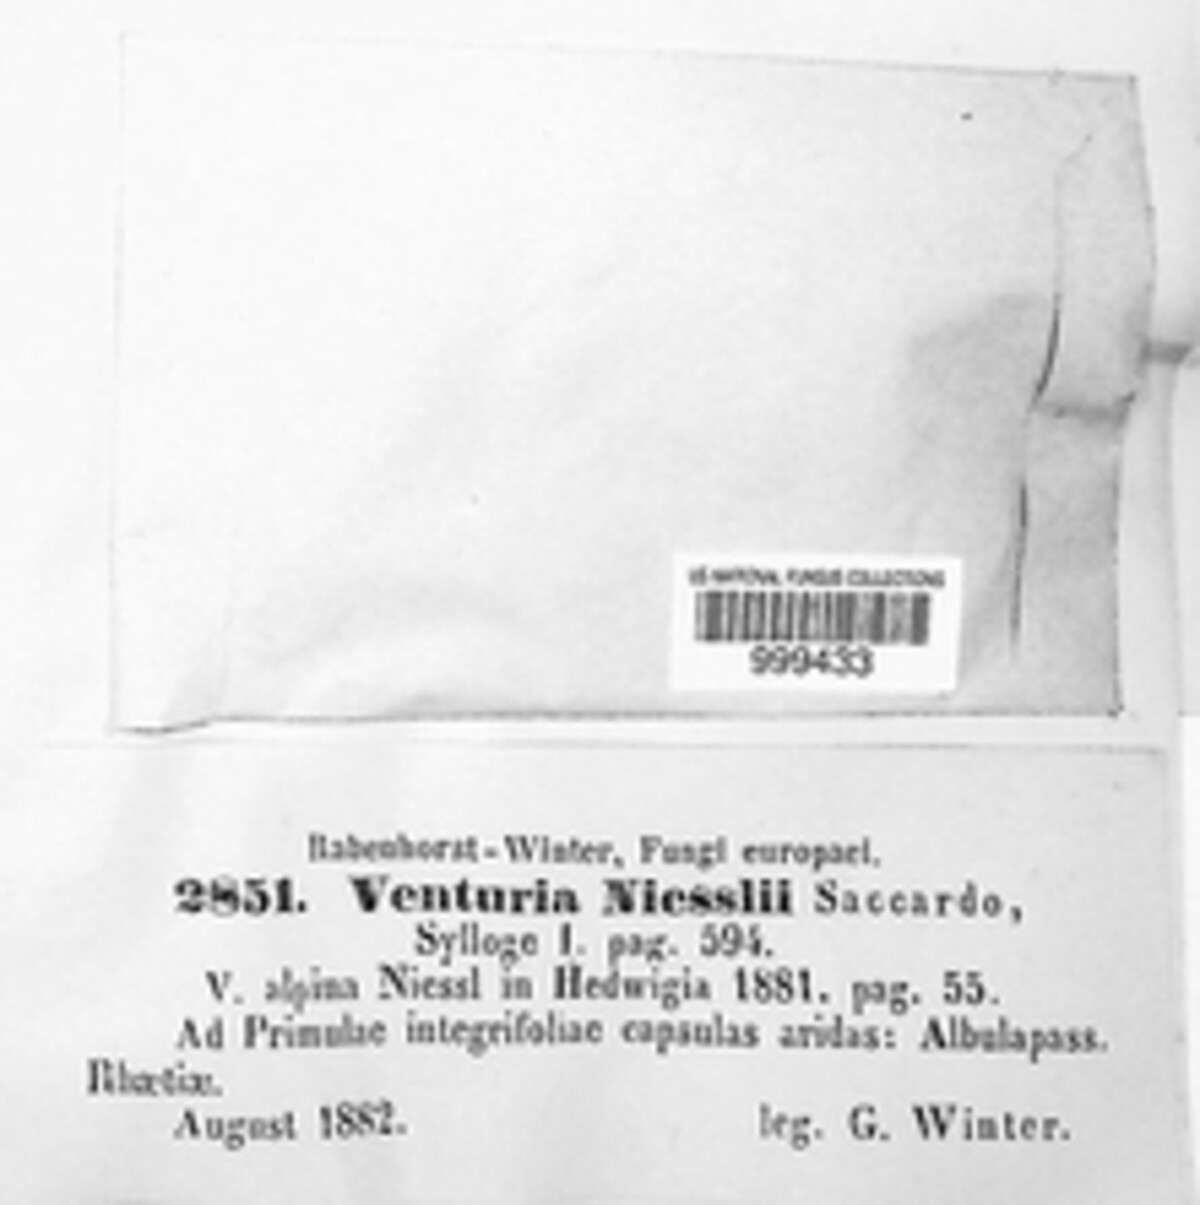 US NATIONAL FUNGUS COLLECTIONS
999433
Rabenhorst-Winter, Fungi europaei.
2851. Venturia Niesslii Saccardo,
Sylloge I. pag. 594.
V. alpina Niessl in Hedwigia 1881. pag. 55.
Ad Primulae integrifoliae capsulas aridas: Albulapass.
Rhætiæ.
August 1882.
leg. G. Winter.